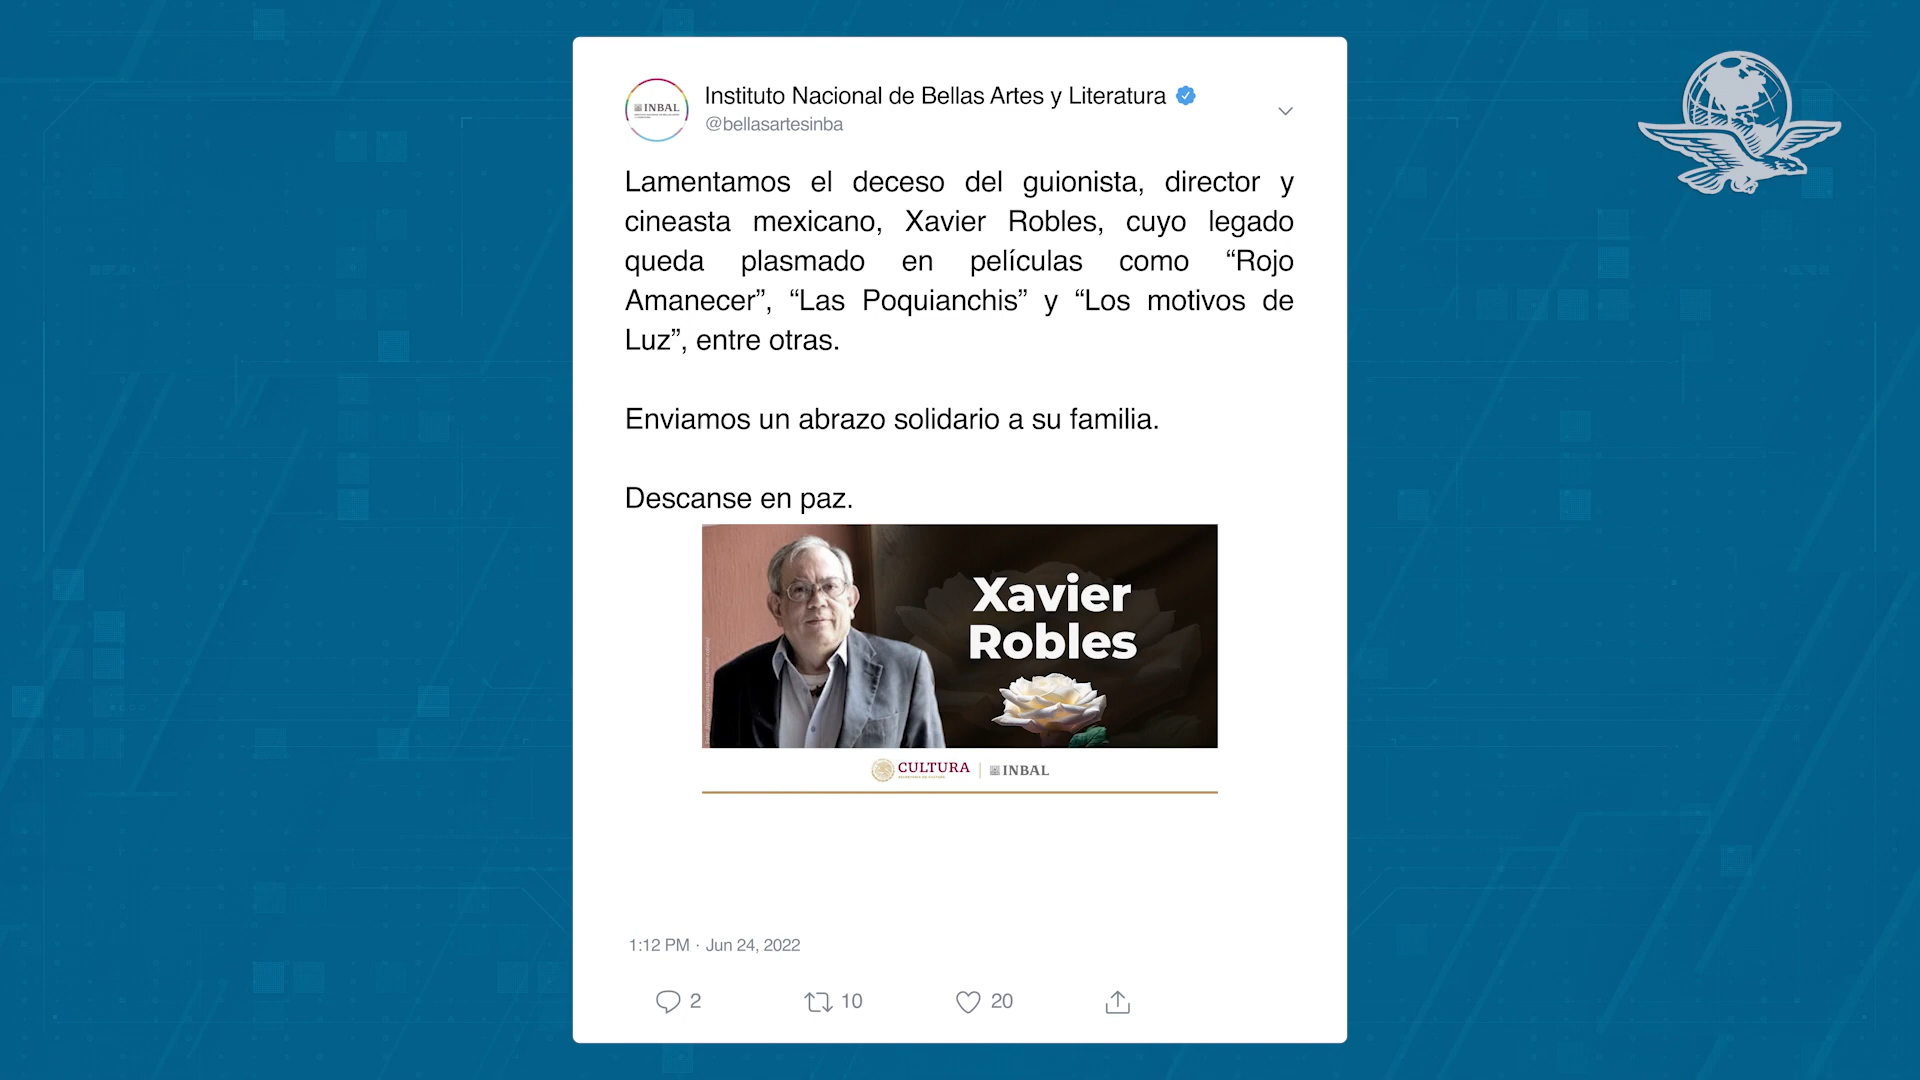 INBAL
Instituto Nacional de Bellas Artes y Literatura
@bellasartesinba
Lamentamos el deceso del guionista, director y
cineasta mexicano, Xavier Robles, cuyo legado
queda plasmado en películas como “Rojo
Amanecer”, “Las Poquianchis” y “Los motivos de
Luz”, entre otras.
Enviamos un abrazo solidario a su familia.
Descanse en paz.
Xavier
Robles
CULTURA
SECRETARÍA DE CULTURA
INBAL
1:12 PM · Jun 24, 2022
2
10
20